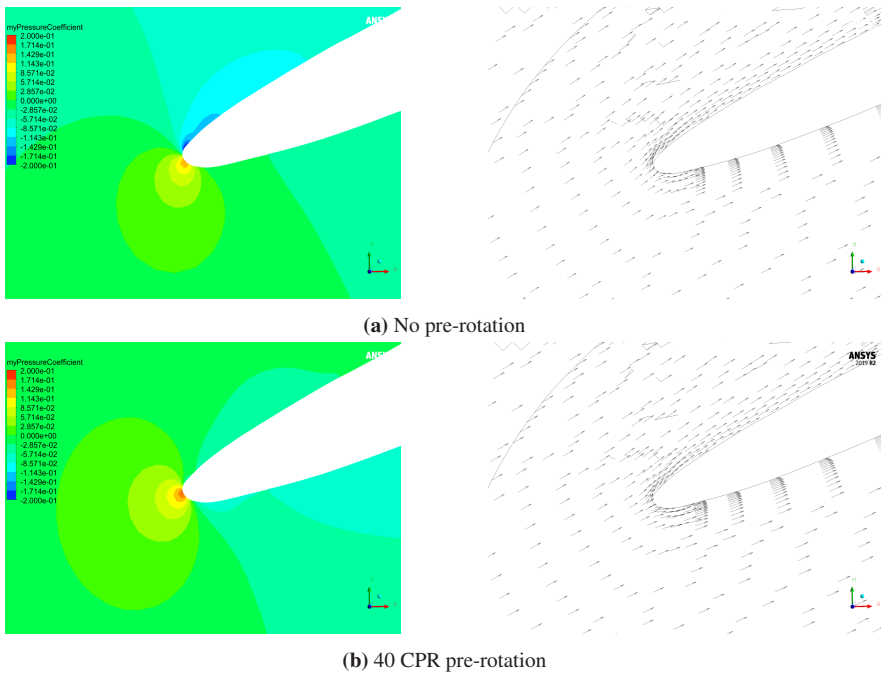 ANS
myPressureCoefficient
2.000e-01
1.714e-01
1.429e-01
1.143e-01
8.571e-02
5.714e-02
2.857e-02
0.000e+00
-2.857e-02
-5.714e-02
-8.571e-02
-1.143e-01
-1.429e-01
-1.714e-01
-2.000e-01
(a) No pre-rotation
ANS
myPressureCoefficient
2.000e-01
1.714e-01
1.429e-01
1.143e-01
8.571e-02
5.714e-02
2.857e-02
0.000e+00
-2.857e-02
-5.714e-02
-8.571e-02
-1.143e-01
-1.429e-01
-1.714e-01
-2.000e-01
ANSYS
2019 R2
(b) 40 CPR pre-rotation